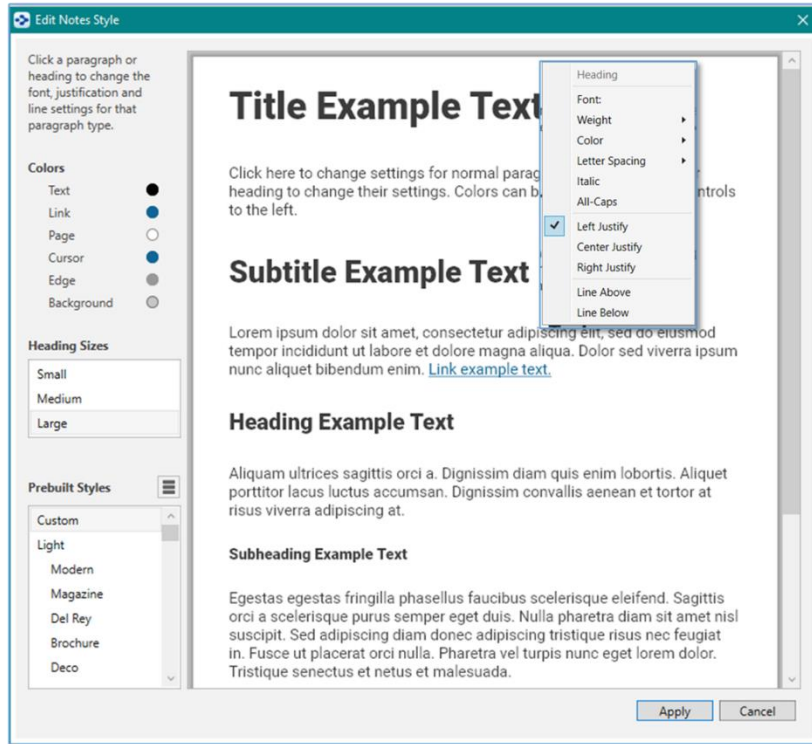 Edit Notes Style
Click a paragraph or
heading to change the
font, justification and
line settings for that
paragraph type.
Colors
Text
Link
Page
Cursor
Edge
Background
Heading Sizes
Small
Medium
Large
Prebuilt Styles
Custom
Light
Modern
Magazine
Del Rey
Brochure
Deco
Title Example Text
Click here to change settings for normal
heading to change their settings. Colors can
to the left.
Subtitle Example Text
Lorem ipsum dolor sit amet, consectetur adipiscing elit, sed do eiusmod
tempor incididunt ut labore et dolore magna aliqua. Dolor sed viverra ipsum
nunc aliquet bibendum enim. Link example text.
Heading Example Text
Aliquam ultrices sagittis orci a. Dignissim diam quis enim lobortis. Aliquet
porttitor lacus luctus accumsan. Dignissim convallis aenean et tortor at
risus viverra adipiscing at.
Subheading Example Text
Egestas egestas fringilla phasellus faucibus scelerisque eleifend. Sagittis
orci a scelerisque purus semper eget duis. Nulla pharetra diam sit amet nisl
suscipit. Sed adipiscing diam donec adipiscing tristique risus nec feugiat
in. Fusce ut placerat orci nulla. Pharetra vel turpis nunc eget lorem dolor.
Tristique senectus et netus et malesuada.
Heading
Font:
Weight
Color
Letter Spacing
Italic
All-Caps
Left Justify
Center Justify
Right Justify
Line Above
Line Below
Apply
Cancel